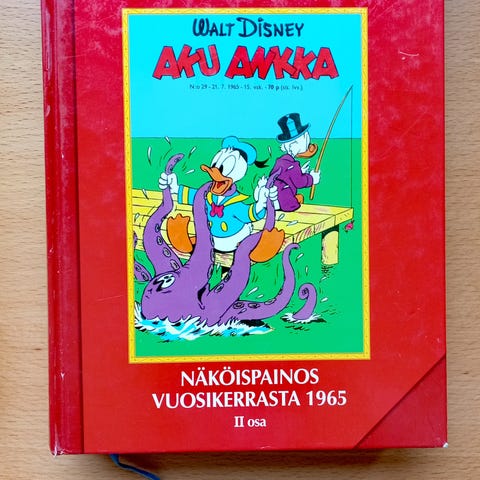 WALT DISNEY
AKU ANKKA
N:o 29 - 21. 7. 1965 - 15. vsk. - 70 p (sis. lvv.)
NÄKÖISPAINOS
VUOSIKERRASTA 1965
II osa